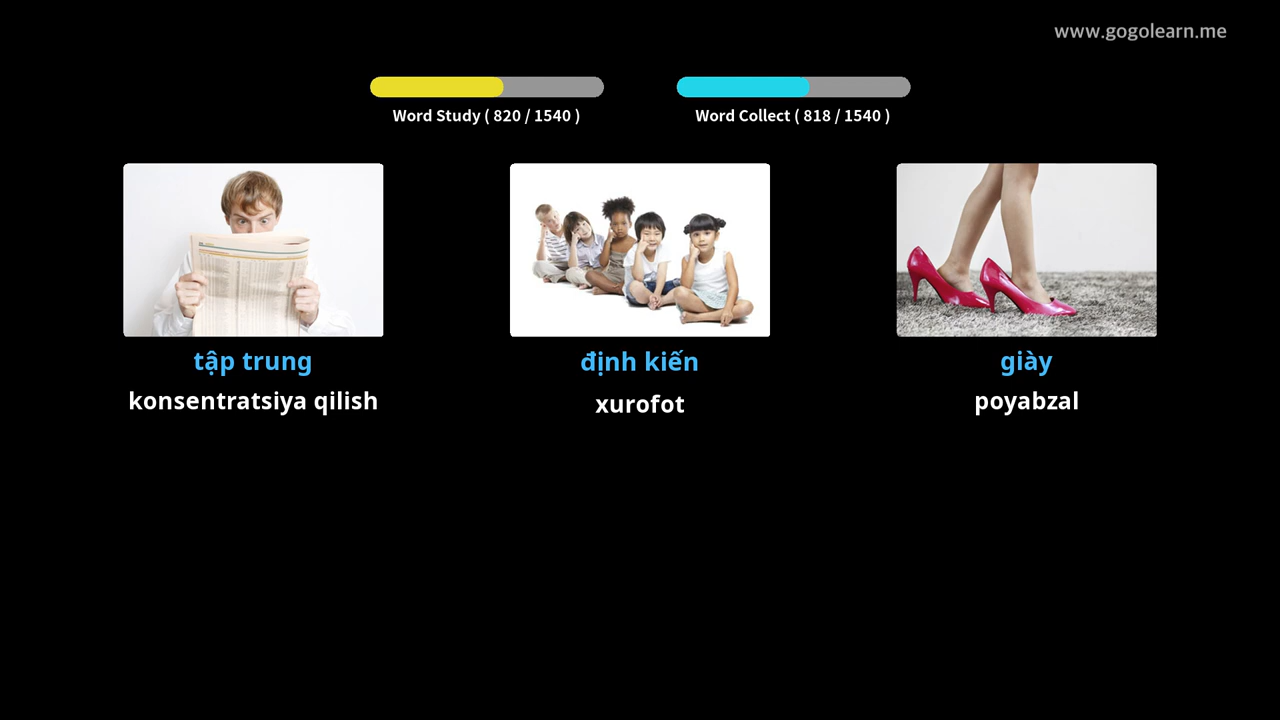 www.gogolearn.me
Word Study ( 820 / 1540 )
Word Collect ( 818 / 1540 )
tập trung
konsentratsiya qilish
định kiến
xurofot
giày
poyabzal